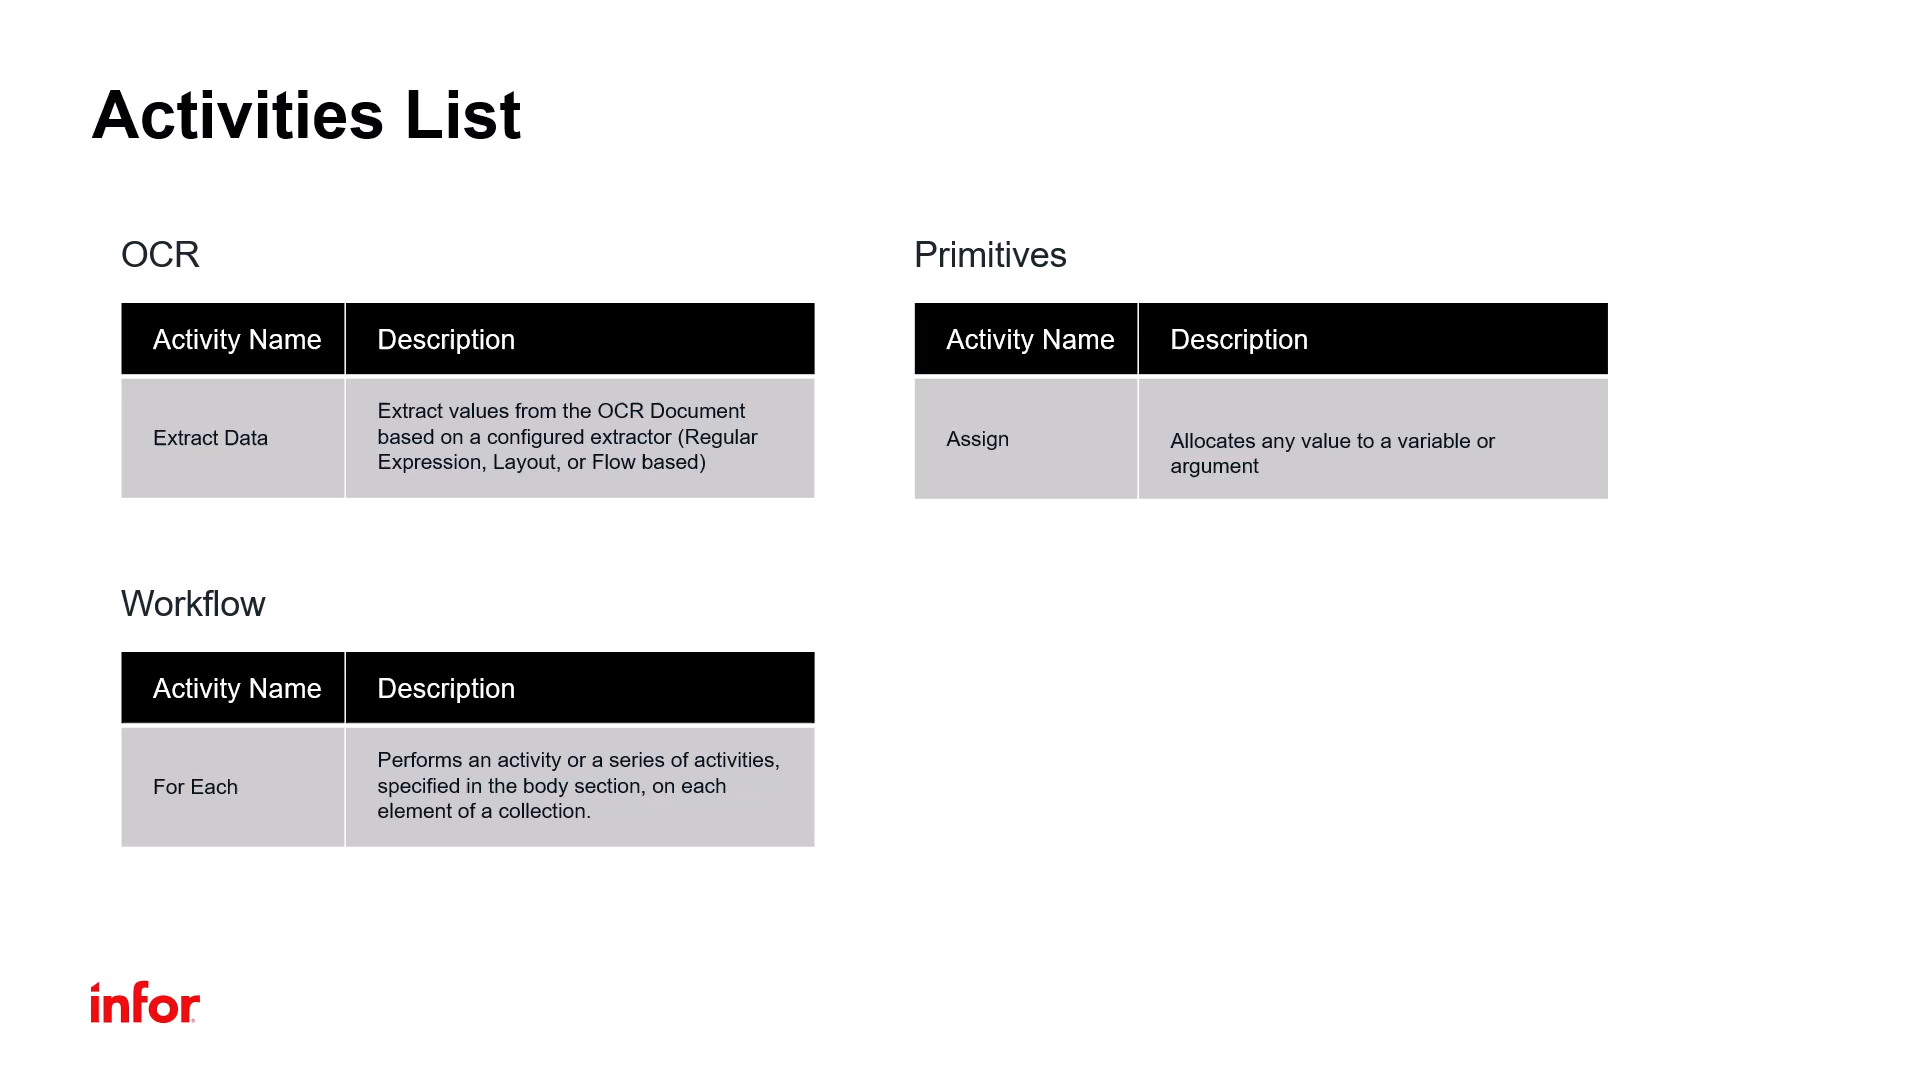 Activities List
OCR
Activity Name Description
Extract Data
Extract values from the OCR Document
based on a configured extractor (Regular
Expression, Layout, or Flow based)
Primitives
Activity Name Description
Assign
Allocates any value to a variable or
argument
Workflow
Activity Name Description
For Each
Performs an activity or a series of activities,
specified in the body section, on each
element of a collection.
infor